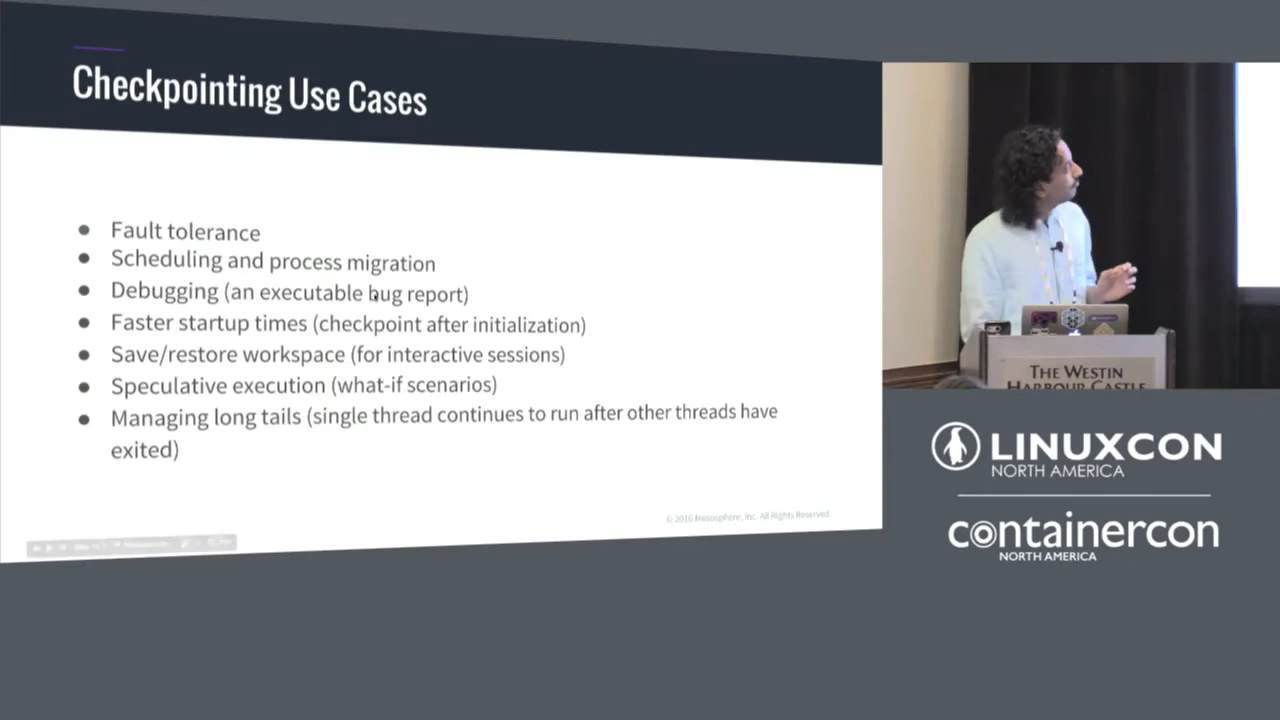 Checkpointing Use Cases
● Fault tolerance
● Scheduling and process migration
● Debugging (an executable bug report)
● Faster startup times (checkpoint after initialization)
● Save/restore workspace (for interactive sessions)
● Speculative execution (what-if scenarios)
● Managing long tails (single thread continues to run after other threads have
exited)
© 2016 Mesosphere, Inc. All Rights Reserved.
THE WESTIN
HARBOUR CASTLE
LINUXCON
NORTH AMERICA
containercon
NORTH AMERICA